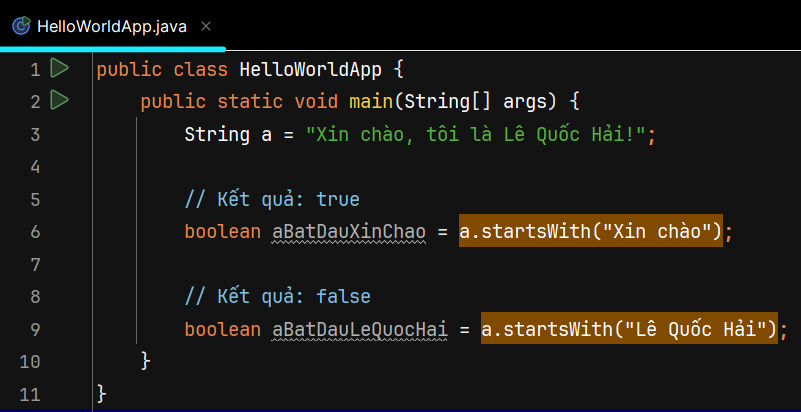 HelloWorldApp.java
1 public class HelloWorldApp {
2 public static void main(String[] args) {
3 String a = "Xin chào, tôi là Lê Quốc Hải!";
4
5 // Kết quả: true
6 boolean aBatDauXinChao = a.startsWith("Xin chào");
7
8 // Kết quả: false
9 boolean aBatDauLeQuocHai = a.startsWith("Lê Quốc Hải");
10 }
11 }